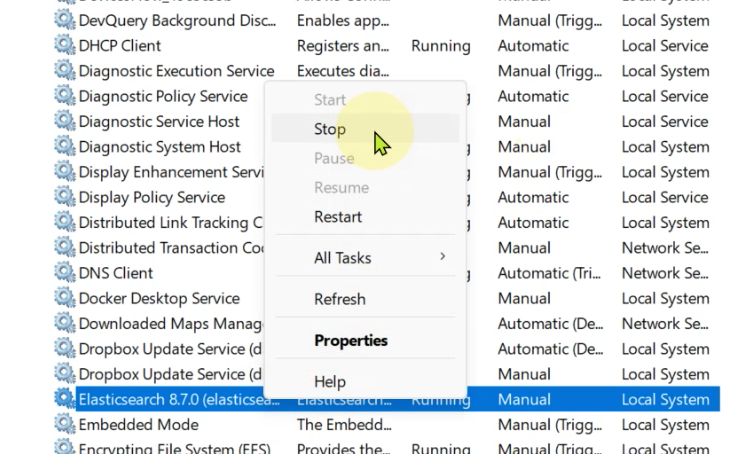 DevQuery Background Disc... Enables app... Manual (Trigg... Local System
DHCP Client Registers an... Running Automatic Local Service
Diagnostic Execution Service Executes dia... Manual (Trigg... Local System
Diagnostic Policy Service Automatic Local Service
Diagnostic Service Host Manual Local Service
Diagnostic System Host Manual Local System
Display Enhancement Servi Manual (Trigg... Local System
Display Policy Service Automatic Local Service
Distributed Link Tracking C Automatic Local System
Distributed Transaction Manual Network Se...
DNS Client Automatic (Tri... Network Se...
Docker Desktop Service Manual Local System
Downloaded Maps Manag Automatic (De... Network Se...
Dropbox Update Service (d Automatic (De... Local System
Dropbox Update Service (d Manual Local System
Elasticsearch 8.7.0 (elasticsea... Elasticsearch... Running Manual Local System
Embedded Mode The Embedd... Manual (Trigg... Local System
Encrypting File System (EFS) Provides the... Running Manual (Trigg... Local System
Start
Stop
Pause
Resume
Restart
All Tasks
Refresh
Properties
Help